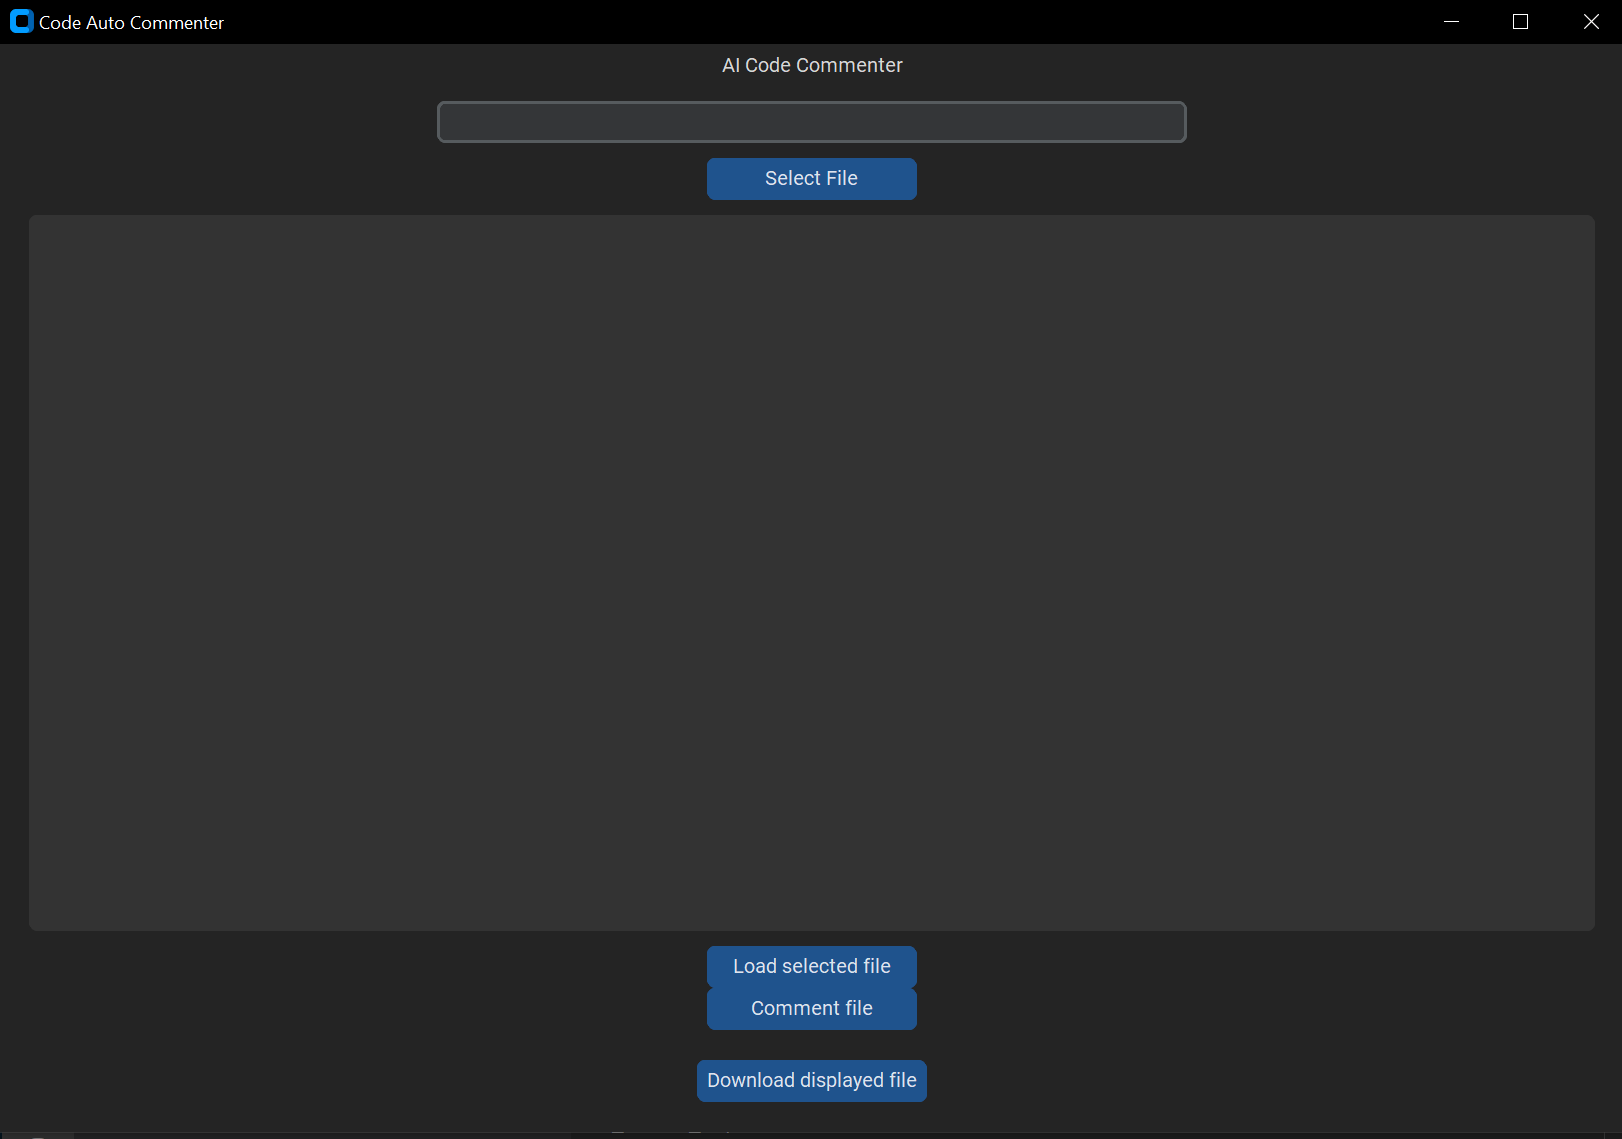 Code Auto Commenter
AI Code Commenter
Select File
Load selected file
Comment file
Download displayed file